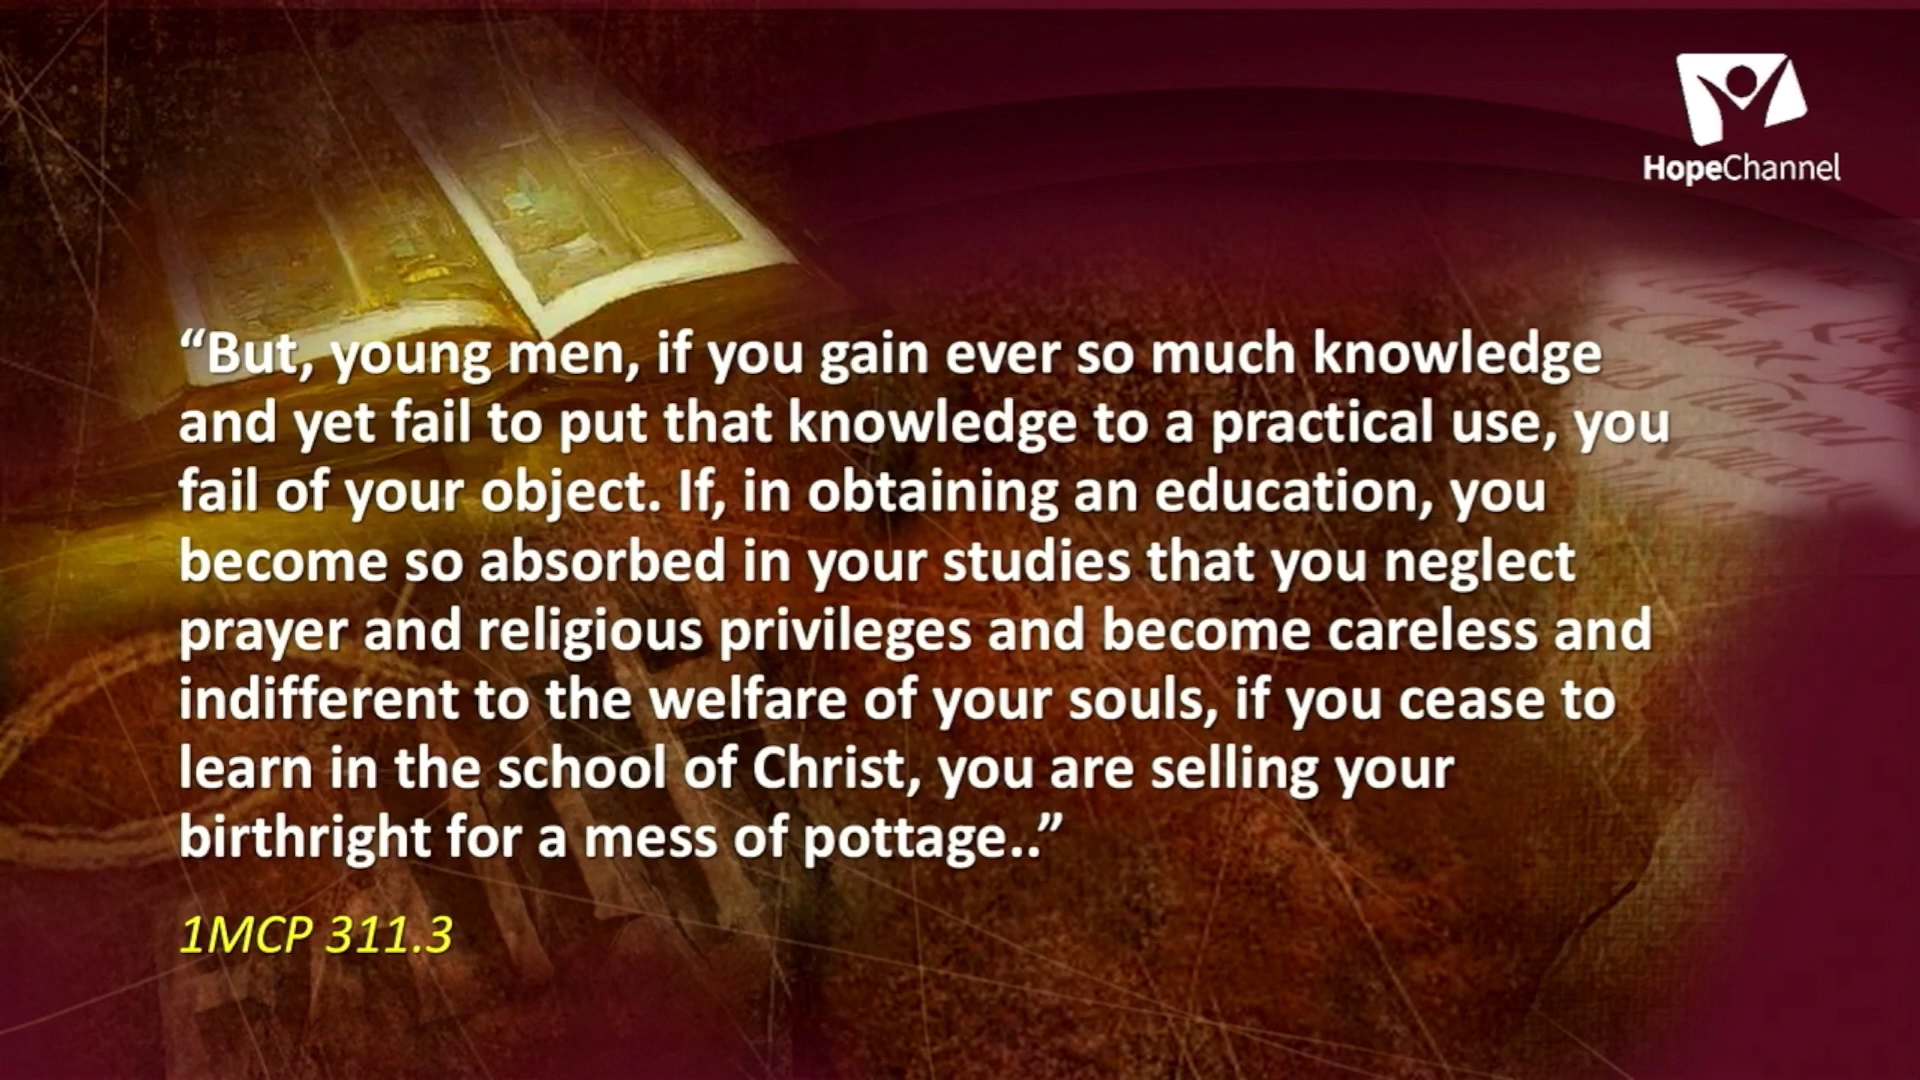 HopeChannel
“But, young men, if you gain ever so much knowledge
and yet fail to put that knowledge to a practical use, you
fail of your object. If, in obtaining an education, you
become so absorbed in your studies that you neglect
prayer and religious privileges and become careless and
indifferent to the welfare of your souls, if you cease to
learn in the school of Christ, you are selling your
birthright for a mess of pottage..”
1MCP 311.3